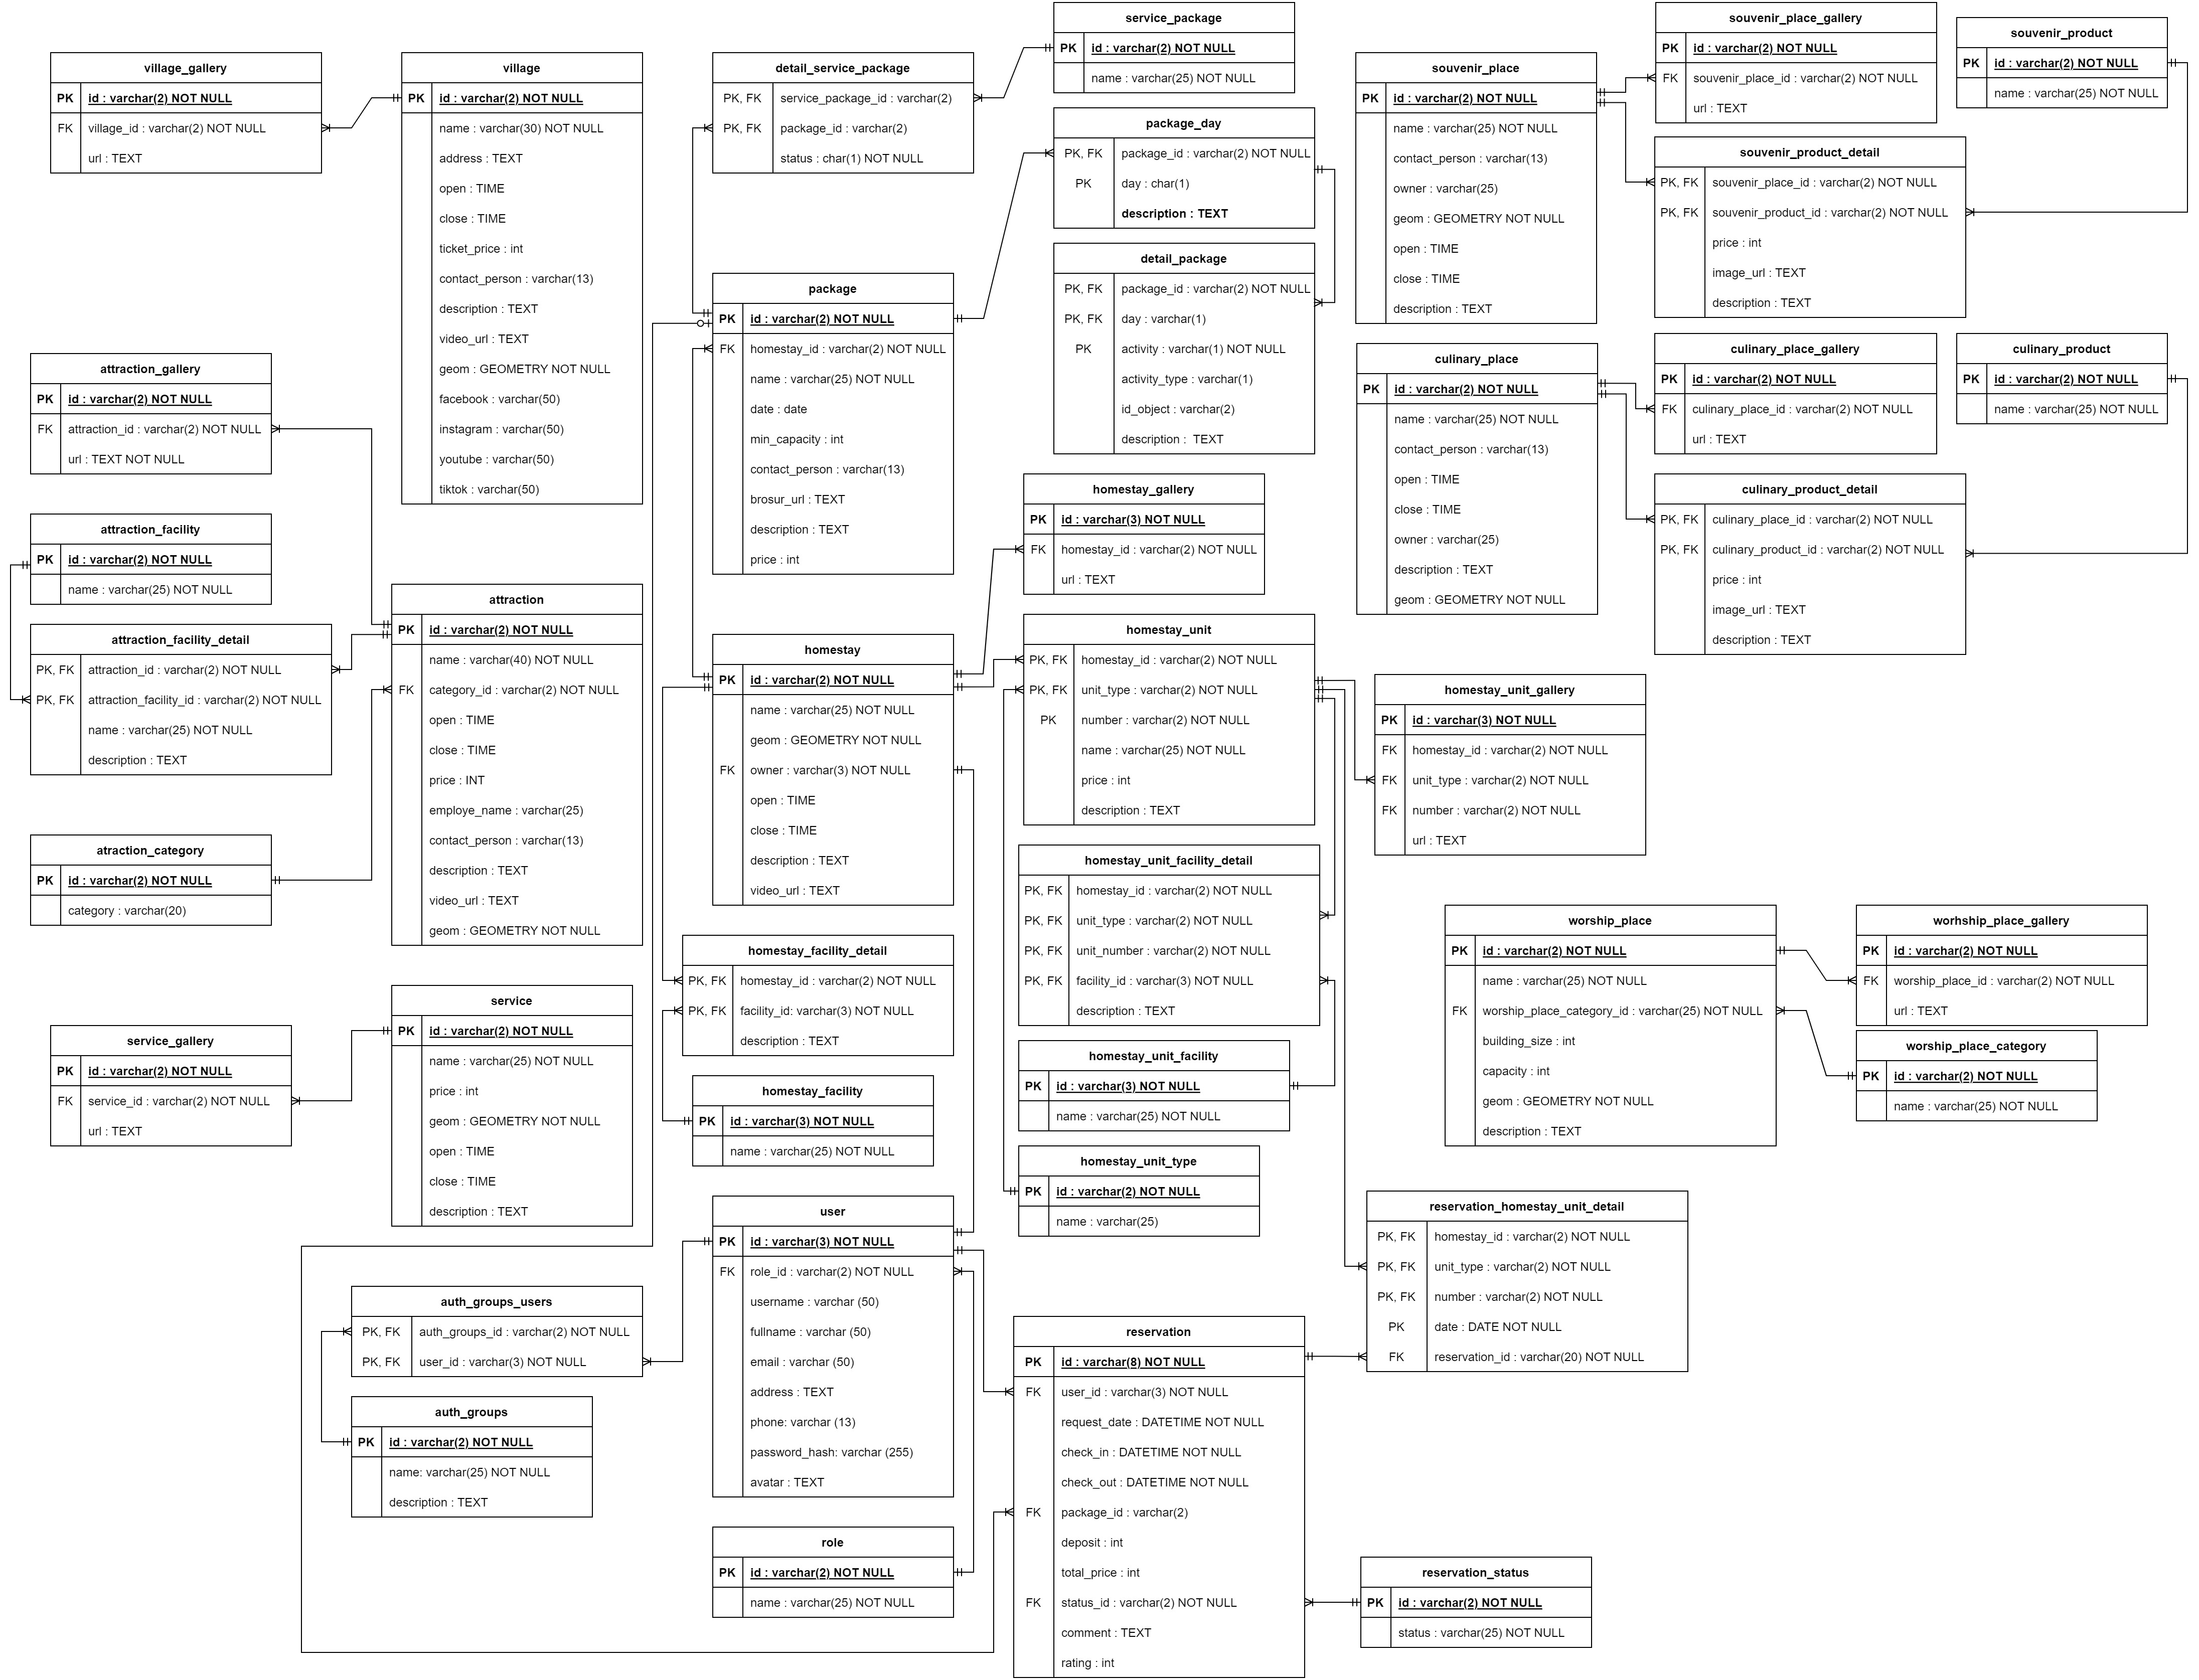 village_gallery
PK id : varchar(2) NOT NULL
FK village_id : varchar(2) NOT NULL
url : TEXT
village
PK id : varchar(2) NOT NULL
name : varchar(30) NOT NULL
address : TEXT
open : TIME
close : TIME
ticket_price : int
contact_person : varchar(13)
description : TEXT
video_url : TEXT
geom : GEOMETRY NOT NULL
facebook : varchar(50)
instagram : varchar(50)
youtube : varchar(50)
tiktok : varchar(50)
attraction_gallery
PK id : varchar(2) NOT NULL
FK attraction_id : varchar(2) NOT NULL
url : TEXT NOT NULL
attraction_facility
PK id : varchar(2) NOT NULL
name : varchar(25) NOT NULL
attraction_facility_detail
PK, FK attraction_id : varchar(2) NOT NULL
PK, FK attraction_facility_id : varchar(2) NOT NULL
name : varchar(25) NOT NULL
description : TEXT
atraction_category
PK id : varchar(2) NOT NULL
category : varchar(20)
attraction
PK id : varchar(2) NOT NULL
name : varchar(40) NOT NULL
FK category_id : varchar(2) NOT NULL
open : TIME
close : TIME
price : INT
employe_name : varchar(25)
contact_person : varchar(13)
description : TEXT
video_url : TEXT
geom : GEOMETRY NOT NULL
service_gallery
PK id : varchar(2) NOT NULL
FK service_id : varchar(2) NOT NULL
url : TEXT
service
PK id : varchar(2) NOT NULL
name : varchar(25) NOT NULL
price : int
geom : GEOMETRY NOT NULL
open : TIME
close : TIME
description : TEXT
auth_groups_users
PK, FK auth_groups_id : varchar(2) NOT NULL
PK, FK user_id : varchar(3) NOT NULL
auth_groups
PK id : varchar(2) NOT NULL
name: varchar(25) NOT NULL
description : TEXT
detail_service_package
PK, FK service_package_id : varchar(2)
PK, FK package_id : varchar(2)
status : char(1) NOT NULL
package
PK id : varchar(2) NOT NULL
FK homestay_id : varchar(2) NOT NULL
name : varchar(25) NOT NULL
date : date
min_capacity : int
contact_person : varchar(13)
brosur_url : TEXT
description : TEXT
price : int
homestay
PK id : varchar(2) NOT NULL
name : varchar(25) NOT NULL
geom : GEOMETRY NOT NULL
FK owner : varchar(3) NOT NULL
open : TIME
close : TIME
description : TEXT
video_url : TEXT
homestay_facility_detail
PK, FK homestay_id : varchar(2) NOT NULL
PK, FK facility_id: varchar(3) NOT NULL
description : TEXT
homestay_facility
PK id : varchar(3) NOT NULL
name : varchar(25) NOT NULL
user
PK id : varchar(3) NOT NULL
FK role_id : varchar(2) NOT NULL
username : varchar (50)
fullname : varchar (50)
email : varchar (50)
address : TEXT
phone: varchar (13)
password_hash: varchar (255)
avatar : TEXT
role
PK id : varchar(2) NOT NULL
name : varchar(25) NOT NULL
service_package
PK id : varchar(2) NOT NULL
name : varchar(25) NOT NULL
package_day
PK, FK package_id : varchar(2) NOT NULL
PK day : char(1)
description : TEXT
detail_package
PK, FK package_id : varchar(2) NOT NULL
PK, FK day : varchar(1)
PK activity : varchar(1) NOT NULL
activity_type : varchar(1)
id_object : varchar(2)
description : TEXT
homestay_gallery
PK id : varchar(3) NOT NULL
FK homestay_id : varchar(2) NOT NULL
url : TEXT
homestay_unit
PK, FK homestay_id : varchar(2) NOT NULL
PK, FK unit_type : varchar(2) NOT NULL
PK number : varchar(2) NOT NULL
name : varchar(25) NOT NULL
price : int
description : TEXT
homestay_unit_facility_detail
PK, FK homestay_id : varchar(2) NOT NULL
PK, FK unit_type : varchar(2) NOT NULL
PK, FK unit_number : varchar(2) NOT NULL
PK, FK facility_id : varchar(3) NOT NULL
description : TEXT
homestay_unit_facility
PK id : varchar(3) NOT NULL
name : varchar(25) NOT NULL
homestay_unit_type
PK id : varchar(2) NOT NULL
name : varchar(25)
reservation
PK id : varchar(8) NOT NULL
FK user_id : varchar(3) NOT NULL
request_date : DATETIME NOT NULL
check_in : DATETIME NOT NULL
check_out : DATETIME NOT NULL
FK package_id : varchar(2)
deposit : int
total_price : int
FK status_id : varchar(2) NOT NULL
comment : TEXT
rating : int
souvenir_place
PK id : varchar(2) NOT NULL
name : varchar(25) NOT NULL
contact_person : varchar(13)
owner : varchar(25)
geom : GEOMETRY NOT NULL
open : TIME
close : TIME
description : TEXT
culinary_place
PK id : varchar(2) NOT NULL
name : varchar(25) NOT NULL
contact_person : varchar(13)
open : TIME
close : TIME
owner : varchar(25)
description : TEXT
geom : GEOMETRY NOT NULL
souvenir_place_gallery
PK id : varchar(2) NOT NULL
FK souvenir_place_id : varchar(2) NOT NULL
url : TEXT
souvenir_product
PK id : varchar(2) NOT NULL
name : varchar(25) NOT NULL
souvenir_product_detail
PK, FK souvenir_place_id : varchar(2) NOT NULL
PK, FK souvenir_product_id : varchar(2) NOT NULL
price : int
image_url : TEXT
description : TEXT
culinary_place_gallery
PK id : varchar(2) NOT NULL
FK culinary_place_id : varchar(2) NOT NULL
url : TEXT
culinary_product
PK id : varchar(2) NOT NULL
name : varchar(25) NOT NULL
culinary_product_detail
PK, FK culinary_place_id : varchar(2) NOT NULL
PK, FK culinary_product_id : varchar(2) NOT NULL
price : int
image_url : TEXT
description : TEXT
homestay_unit_gallery
PK id : varchar(3) NOT NULL
FK homestay_id : varchar(2) NOT NULL
FK unit_type : varchar(2) NOT NULL
FK number : varchar(2) NOT NULL
url : TEXT
worship_place
PK id : varchar(2) NOT NULL
name : varchar(25) NOT NULL
FK worship_place_category_id : varchar(25) NOT NULL
building_size : int
capacity : int
geom : GEOMETRY NOT NULL
description : TEXT
worhship_place_gallery
PK id : varchar(2) NOT NULL
FK worship_place_id : varchar(2) NOT NULL
url : TEXT
worship_place_category
PK id : varchar(2) NOT NULL
name : varchar(25) NOT NULL
reservation_homestay_unit_detail
PK, FK homestay_id : varchar(2) NOT NULL
PK, FK unit_type : varchar(2) NOT NULL
PK, FK number : varchar(2) NOT NULL
PK date : DATE NOT NULL
FK reservation_id : varchar(20) NOT NULL
reservation_status
PK id : varchar(2) NOT NULL
status : varchar(25) NOT NULL